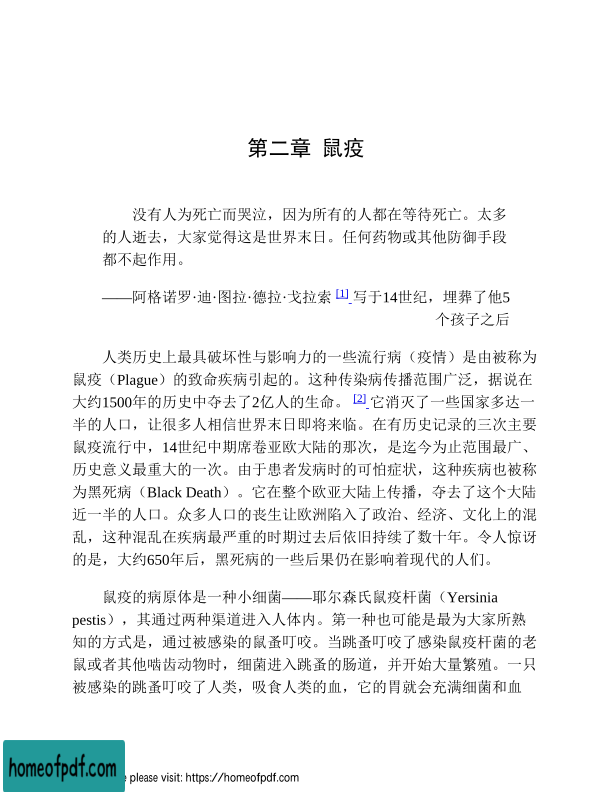 第二章 鼠疫
没有人为死亡而哭泣，因为所有的人都在等待死亡。太多
的人逝去，大家觉得这是世界末日。任何药物或其他防御手段
都不起作用。
——阿格诺罗·迪·图拉·德拉·戈拉索 [1] 写于14世纪，埋葬了他5
个孩子之后
人类历史上最具破坏性与影响力的一些流行病（疫情）是由被称为
鼠疫（Plague）的致命疾病引起的。这种传染病传播范围广泛，据说在
大约1500年的历史中夺去了2亿人的生命。 [2] 它消灭了一些国家多达一
半的人口，让很多人相信世界末日即将来临。在有历史记录的三次主要
鼠疫流行中，14世纪中期席卷亚欧大陆的那次，是迄今为止范围最广、
历史意义最重大的一次。由于患者发病时的可怕症状，这种疾病也被称
为黑死病（Black Death）。它在整个欧亚大陆上传播，夺去了这个大陆
近一半的人口。众多人口的丧生让欧洲陷入了政治、经济、文化上的混
乱，这种混乱在疾病最严重的时期过去后依旧持续了数十年。令人惊讶
的是，大约650年后，黑死病的一些后果仍在影响着现代的人们。
鼠疫的病原体是一种小细菌——耶尔森氏鼠疫杆菌（Yersinia
pestis），其通过两种渠道进入人体内。第一种也可能是最为大家所熟
知的方式是，通过被感染的鼠蚤叮咬。当跳蚤叮咬了感染鼠疫杆菌的老
鼠或者其他啮齿动物时，细菌进入跳蚤的肠道，并开始大量繁殖。一只
被感染的跳蚤叮咬了人类，吸食人类的血，它的胃就会充满细菌和血
homeofpdf.com
please visit: https://homeofpdf.com